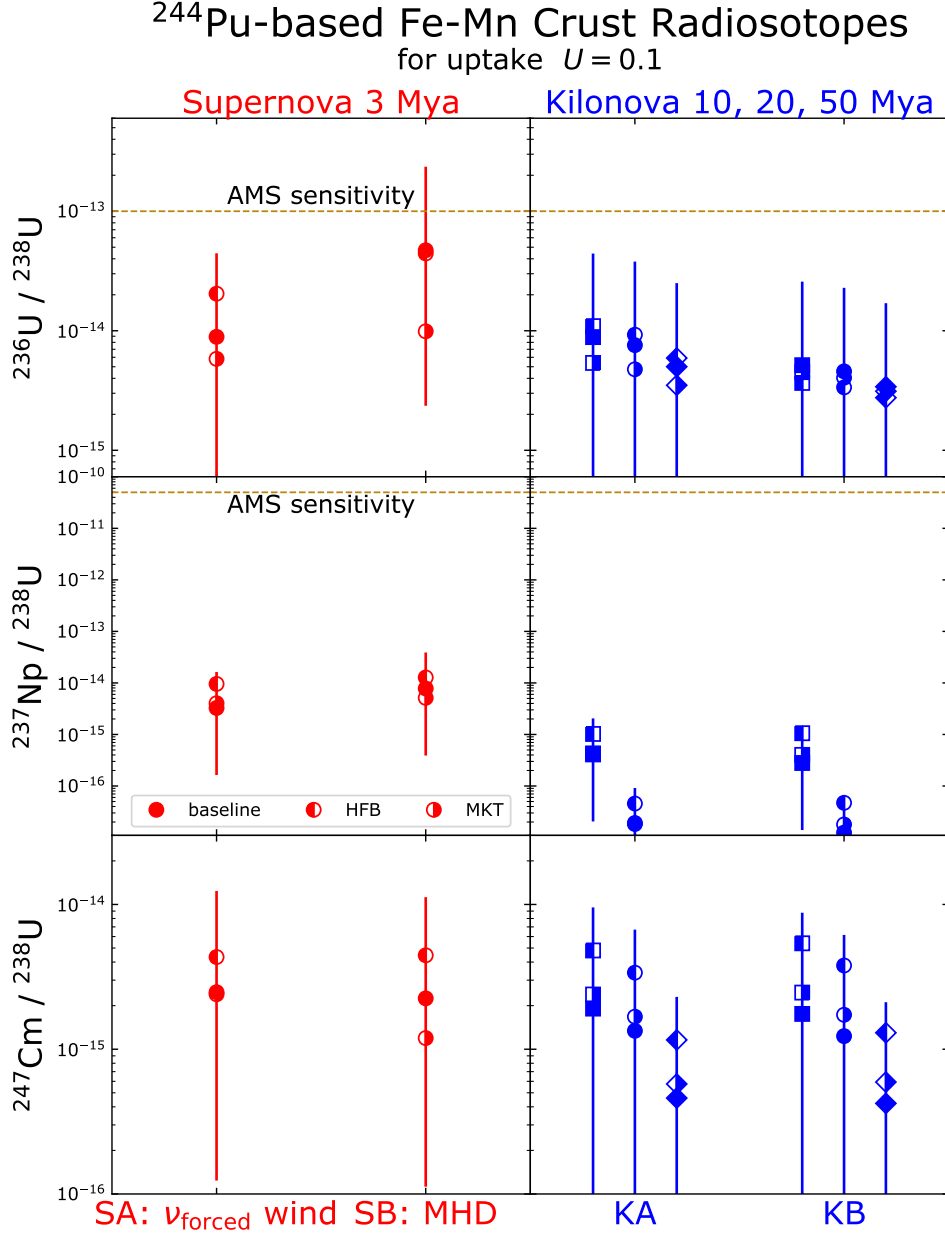 ²⁴⁴Pu-based Fe-Mn Crust Radiosotopes
for uptake U = 0.1
Supernova 3 Mya
Kilonova 10, 20, 50 Mya
²³⁶U / ²³⁸U
10⁻¹³
10⁻¹⁴
10⁻¹⁵
AMS sensitivity
²³⁷Np / ²³⁸U
10⁻¹⁰
10⁻¹¹
10⁻¹²
10⁻¹³
10⁻¹⁴
10⁻¹⁵
10⁻¹⁶
AMS sensitivity
baseline
HFB
MKT
²⁴⁷Cm / ²³⁸U
10⁻¹⁴
10⁻¹⁵
10⁻¹⁶
SA: ν_forced wind
SB: MHD
KA
KB